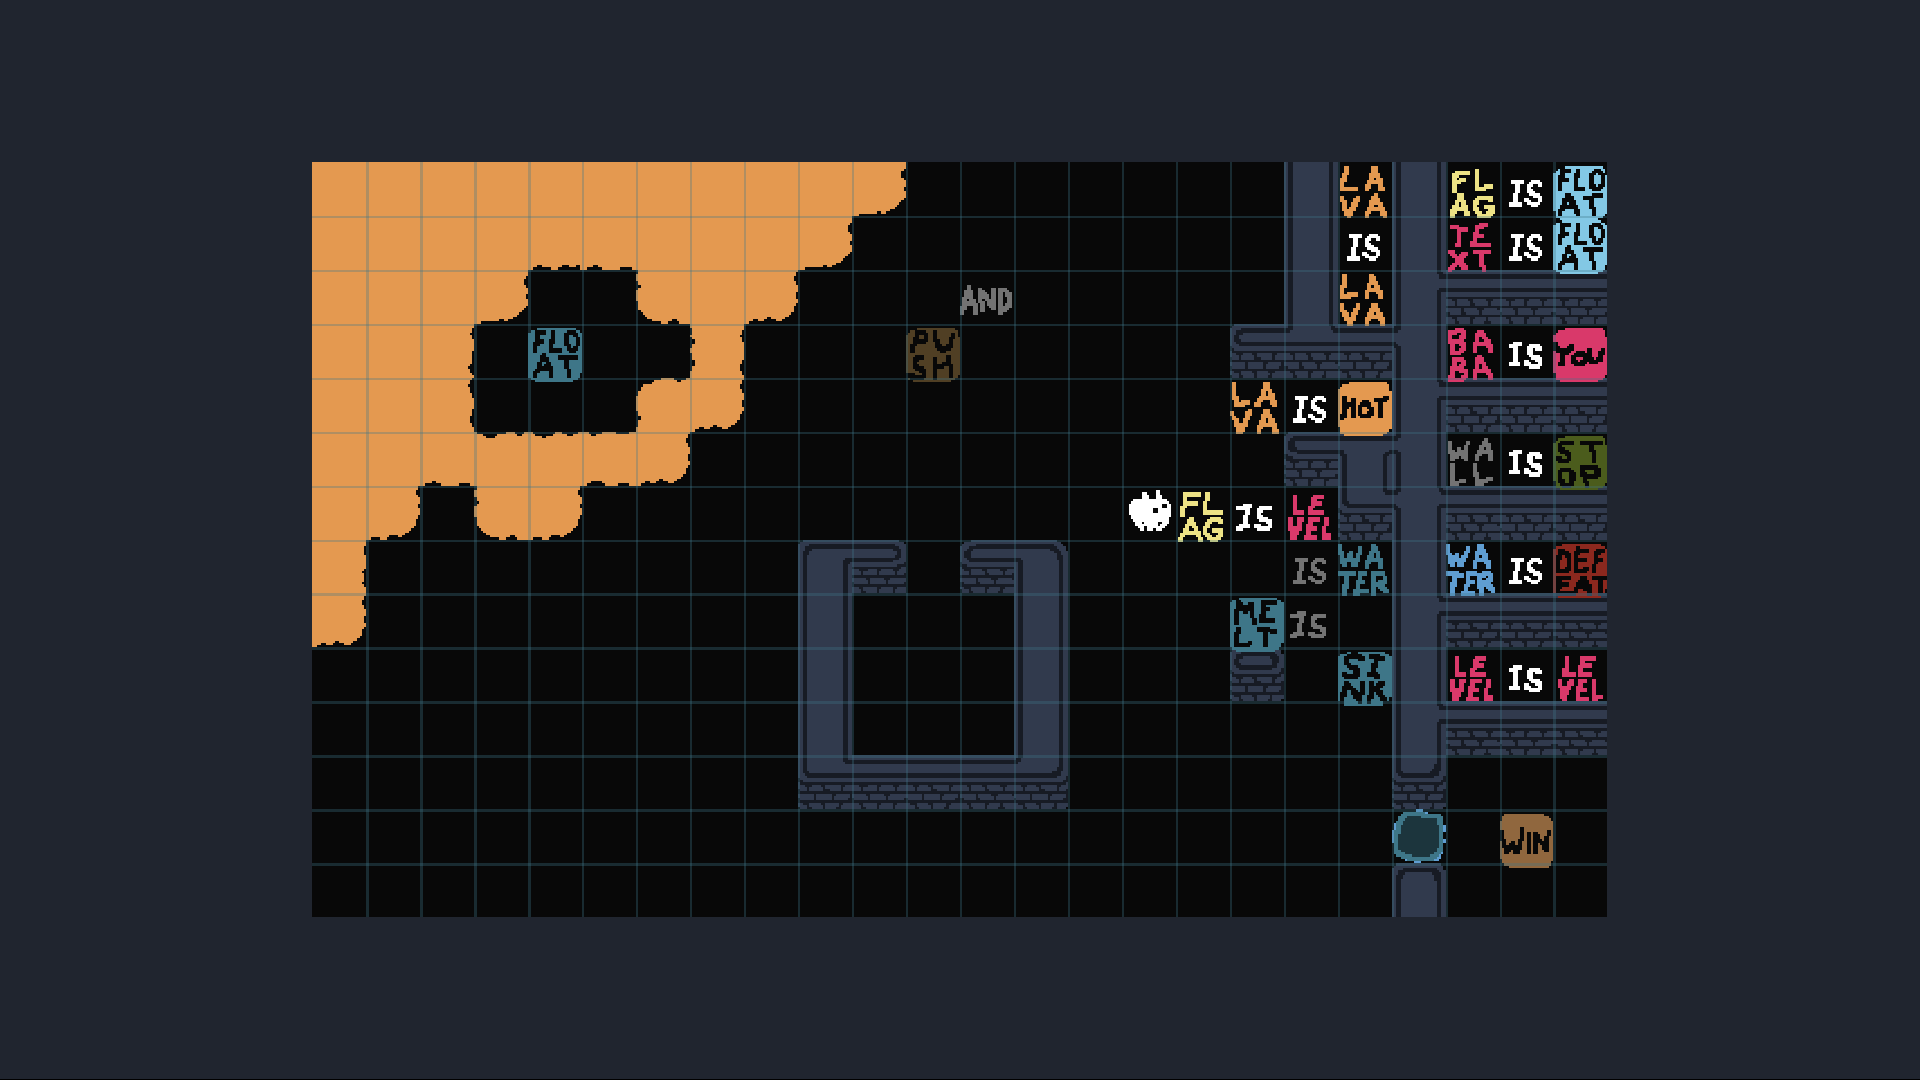 LAVA FLAG IS FLOAT
IS TEXT IS FLOAT
AND LAVA
FLOAT PUSH BABA IS YOU
LAVA IS HOT
WALL IS STOP
FLAG IS LEVEL
IS WATER WATER IS DEFEAT
MELT IS
SINK LEVEL IS LEVEL
WIN